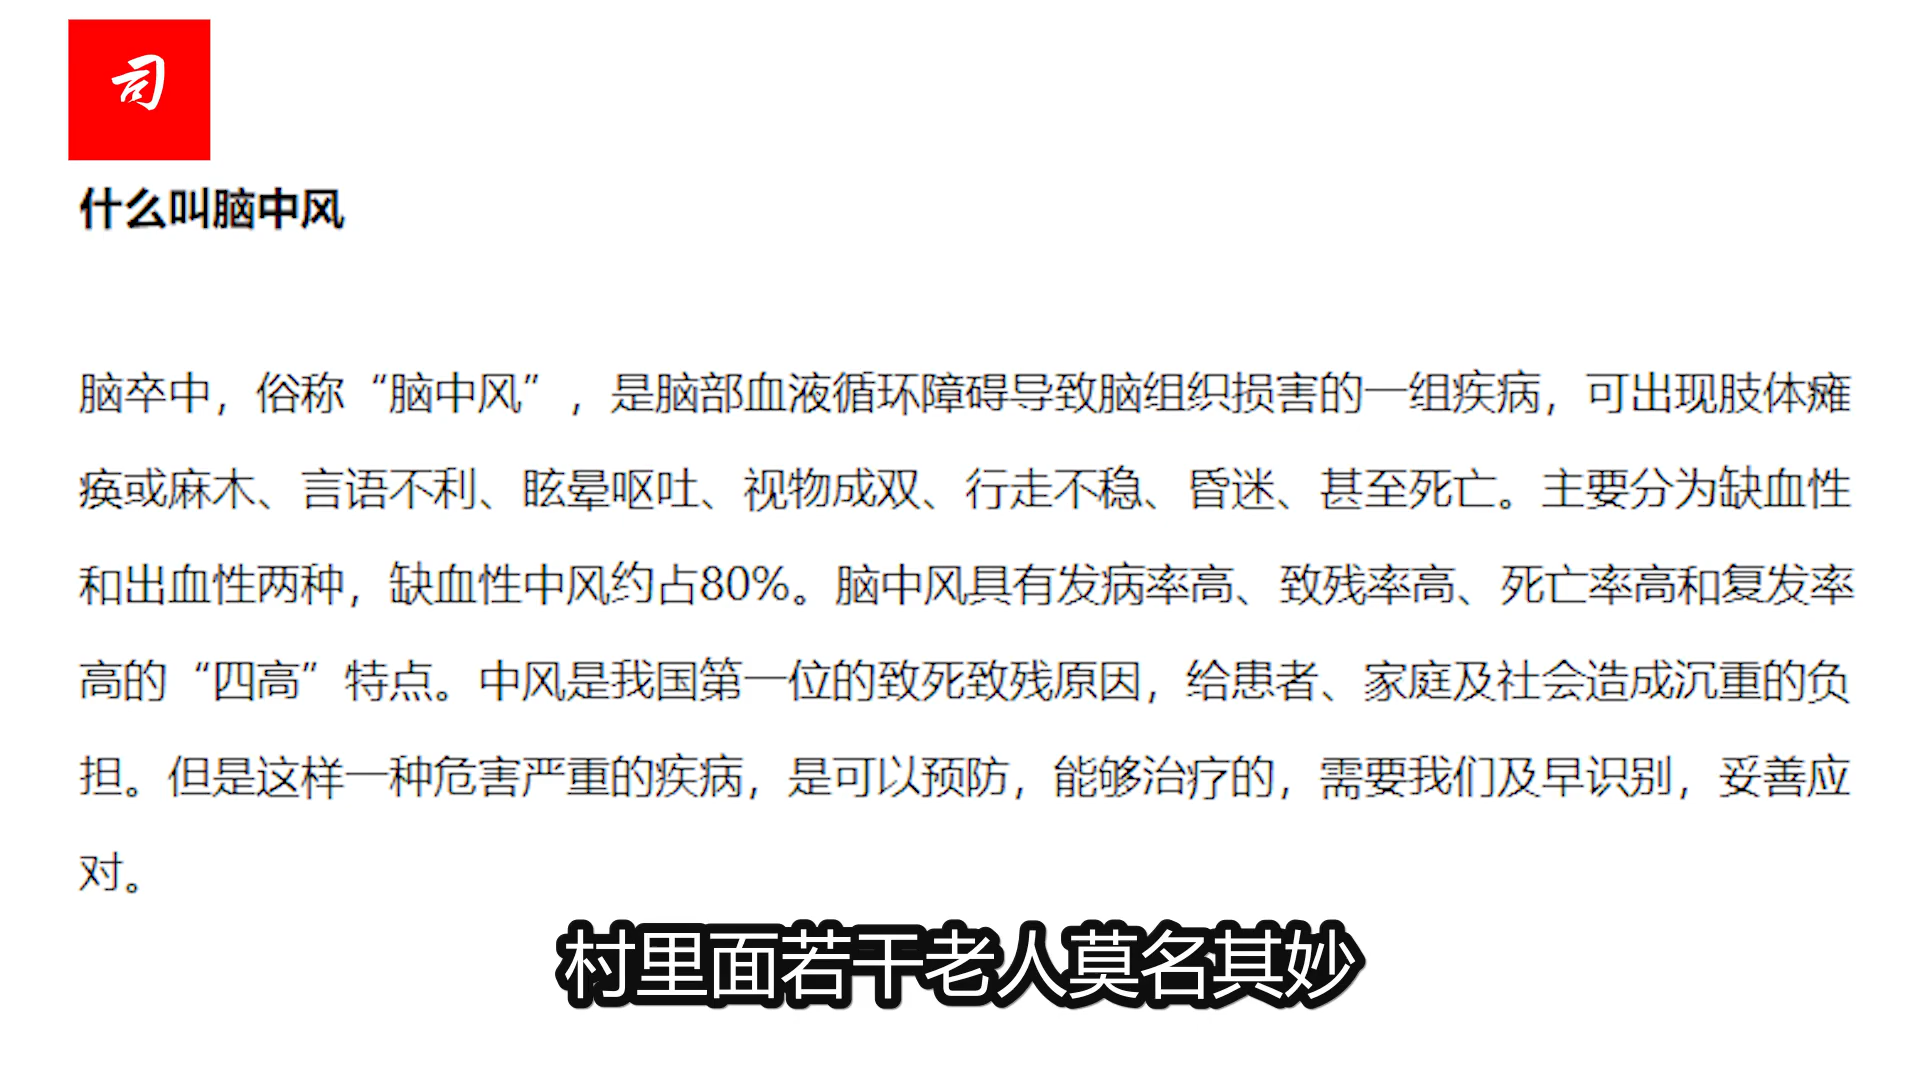 司
什么叫脑中风
脑卒中，俗称“脑中风”，是脑部血液循环障碍导致脑组织损害的一组疾病，可出现肢体瘫
痪或麻木、言语不利、眩晕呕吐、视物成双、行走不稳、昏迷、甚至死亡。主要分为缺血性
和出血性两种，缺血性中风约占80%。脑中风具有发病率高、致残率高、死亡率高和复发率
高的“四高”特点。中风是我国第一位的致死致残原因，给患者、家庭及社会造成沉重的负
担。但是这样一种危害严重的疾病，是可以预防，能够治疗的，需要我们及早识别，妥善应
对。
村里面若干老人莫名其妙